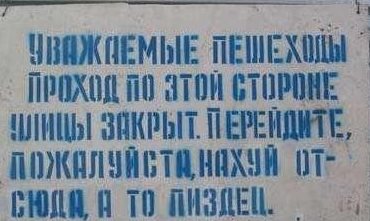 Уважаемые пешеходы
проход по этой стороне
улицы закрыт. Перейдите,
пожалуйста, нахуй от-
сюда, а то пиздец.